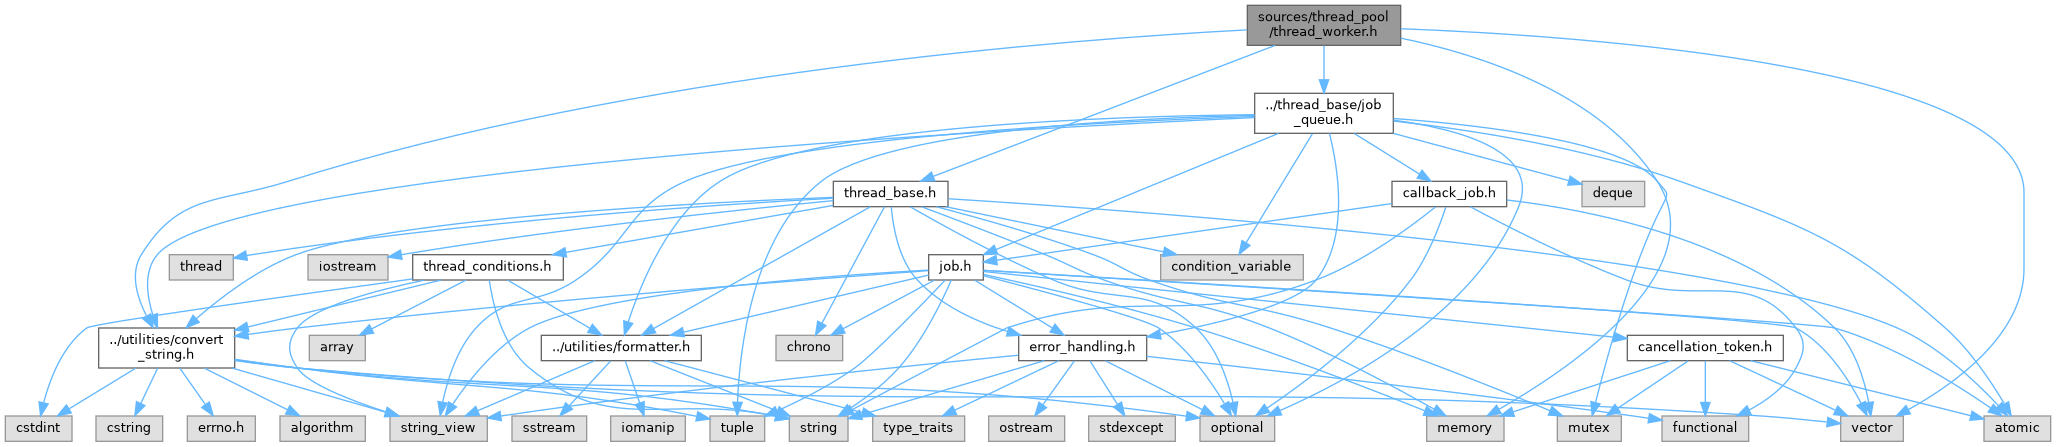 sources/thread_pool
/thread_worker.h
../thread_base/job
_queue.h
thread_base.h
callback_job.h
deque
thread
iostream
thread_conditions.h
job.h
condition_variable
../utilities/convert
_string.h
array
../utilities/formatter.h
chrono
error_handling.h
cancellation_token.h
cstdint
cstring
errno.h
algorithm
string_view
sstream
iomanip
tuple
string
type_traits
ostream
stdexcept
optional
memory
mutex
functional
vector
atomic